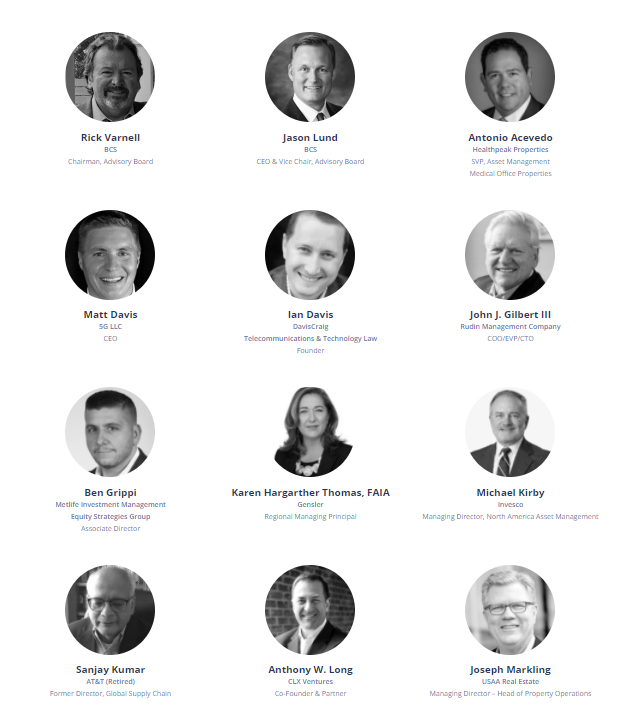 Rick Varnell
BCS
Chairman, Advisory Board
Jason Lund
BCS
CEO & Vice Chair, Advisory Board
Antonio Acevedo
Healthpeak Properties
SVP, Asset Management
Medical Office Properties
Matt Davis
5G LLC
CEO
Ian Davis
DavisCraig
Telecommunications & Technology Law
Founder
John J. Gilbert III
Rudin Management Company
COO/EVP/CTO
Ben Grippi
Metlife Investment Management
Equity Strategies Group
Associate Director
Karen Hargarther Thomas, FAIA
Gensler
Regional Managing Principal
Michael Kirby
Invesco
Managing Director, North America Asset Management
Sanjay Kumar
AT&T (Retired)
Former Director, Global Supply Chain
Anthony W. Long
CLX Ventures
Co-Founder & Partner
Joseph Markling
USAA Real Estate
Managing Director – Head of Property Operations